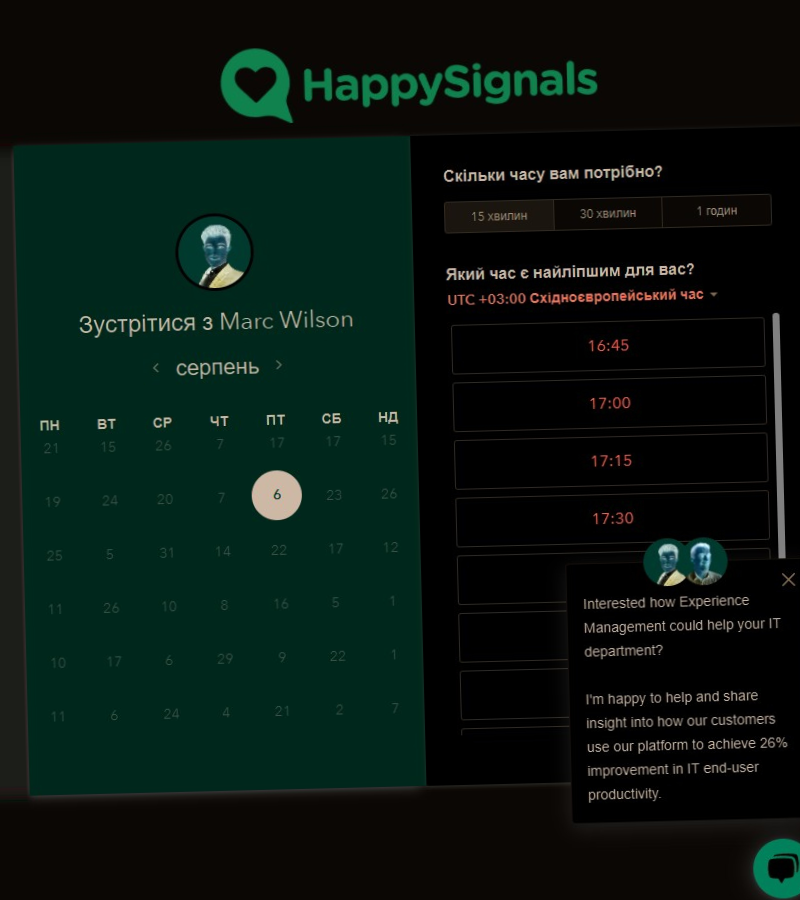 HappySignals
Зустрітися з Marc Wilson
серпень
ПН ВТ СР ЧТ ПТ СБ НД
21 15 26 7 17 17 15
19 24 20 7 6 23 26
25 5 31 14 22 17 12
11 26 10 8 16 5 1
10 17 6 29 9 22 1
11 6 24 4 21 2 7
Скільки часу вам потрібно?
15 хвилин 30 хвилин 1 годин
Який час є найліпшим для вас?
UTC +03:00 Східноєвропейський час
16:45
17:00
17:15
17:30
Interested how Experience
Management could help your IT
department?
I'm happy to help and share
insight into how our customers
use our platform to achieve 26%
improvement in IT end-user
productivity.